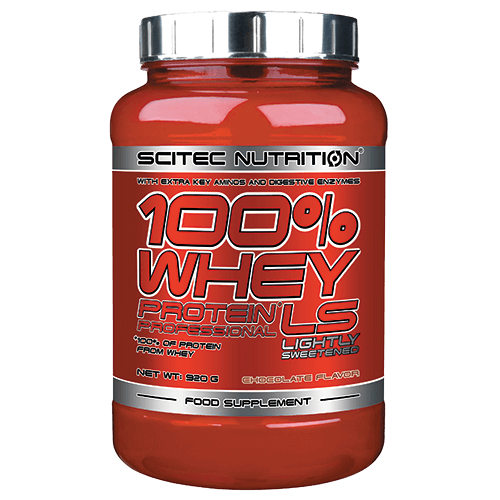 SCITEC NUTRITION
WITH EXTRA KEY AMINOS AND DIGESTIVE ENZYMES
100%
WHEY
PROTEIN*
PROFESSIONAL
LS
LIGHTLY
SWEETENED
*100% OF PROTEIN
FROM WHEY
NET WT: 920 G
CHOCOLATE FLAVOR
FOOD SUPPLEMENT